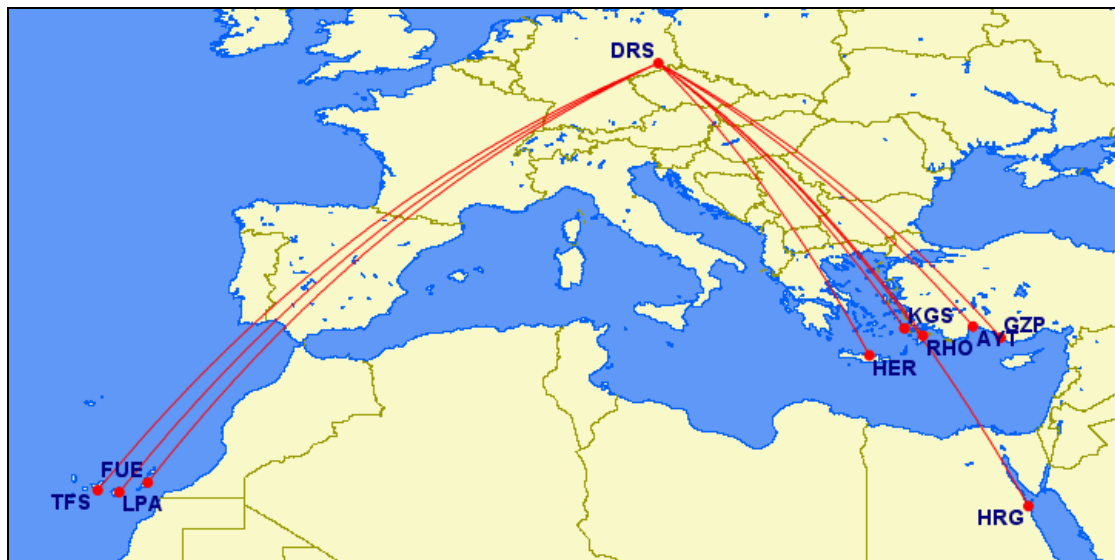 DRS
KGS
GZP
AYT
RHO
HER
FUE
TFS
LPA
HRG